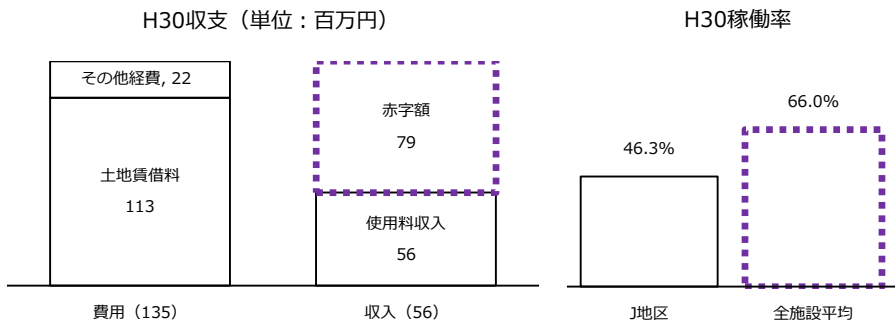 H30収支（単位：百万円）
その他経費, 22
土地賃借料
113
赤字額
79
使用料収入
56
費用（135）
収入（56）
H30稼働率
46.3%
66.0%
J地区
全施設平均